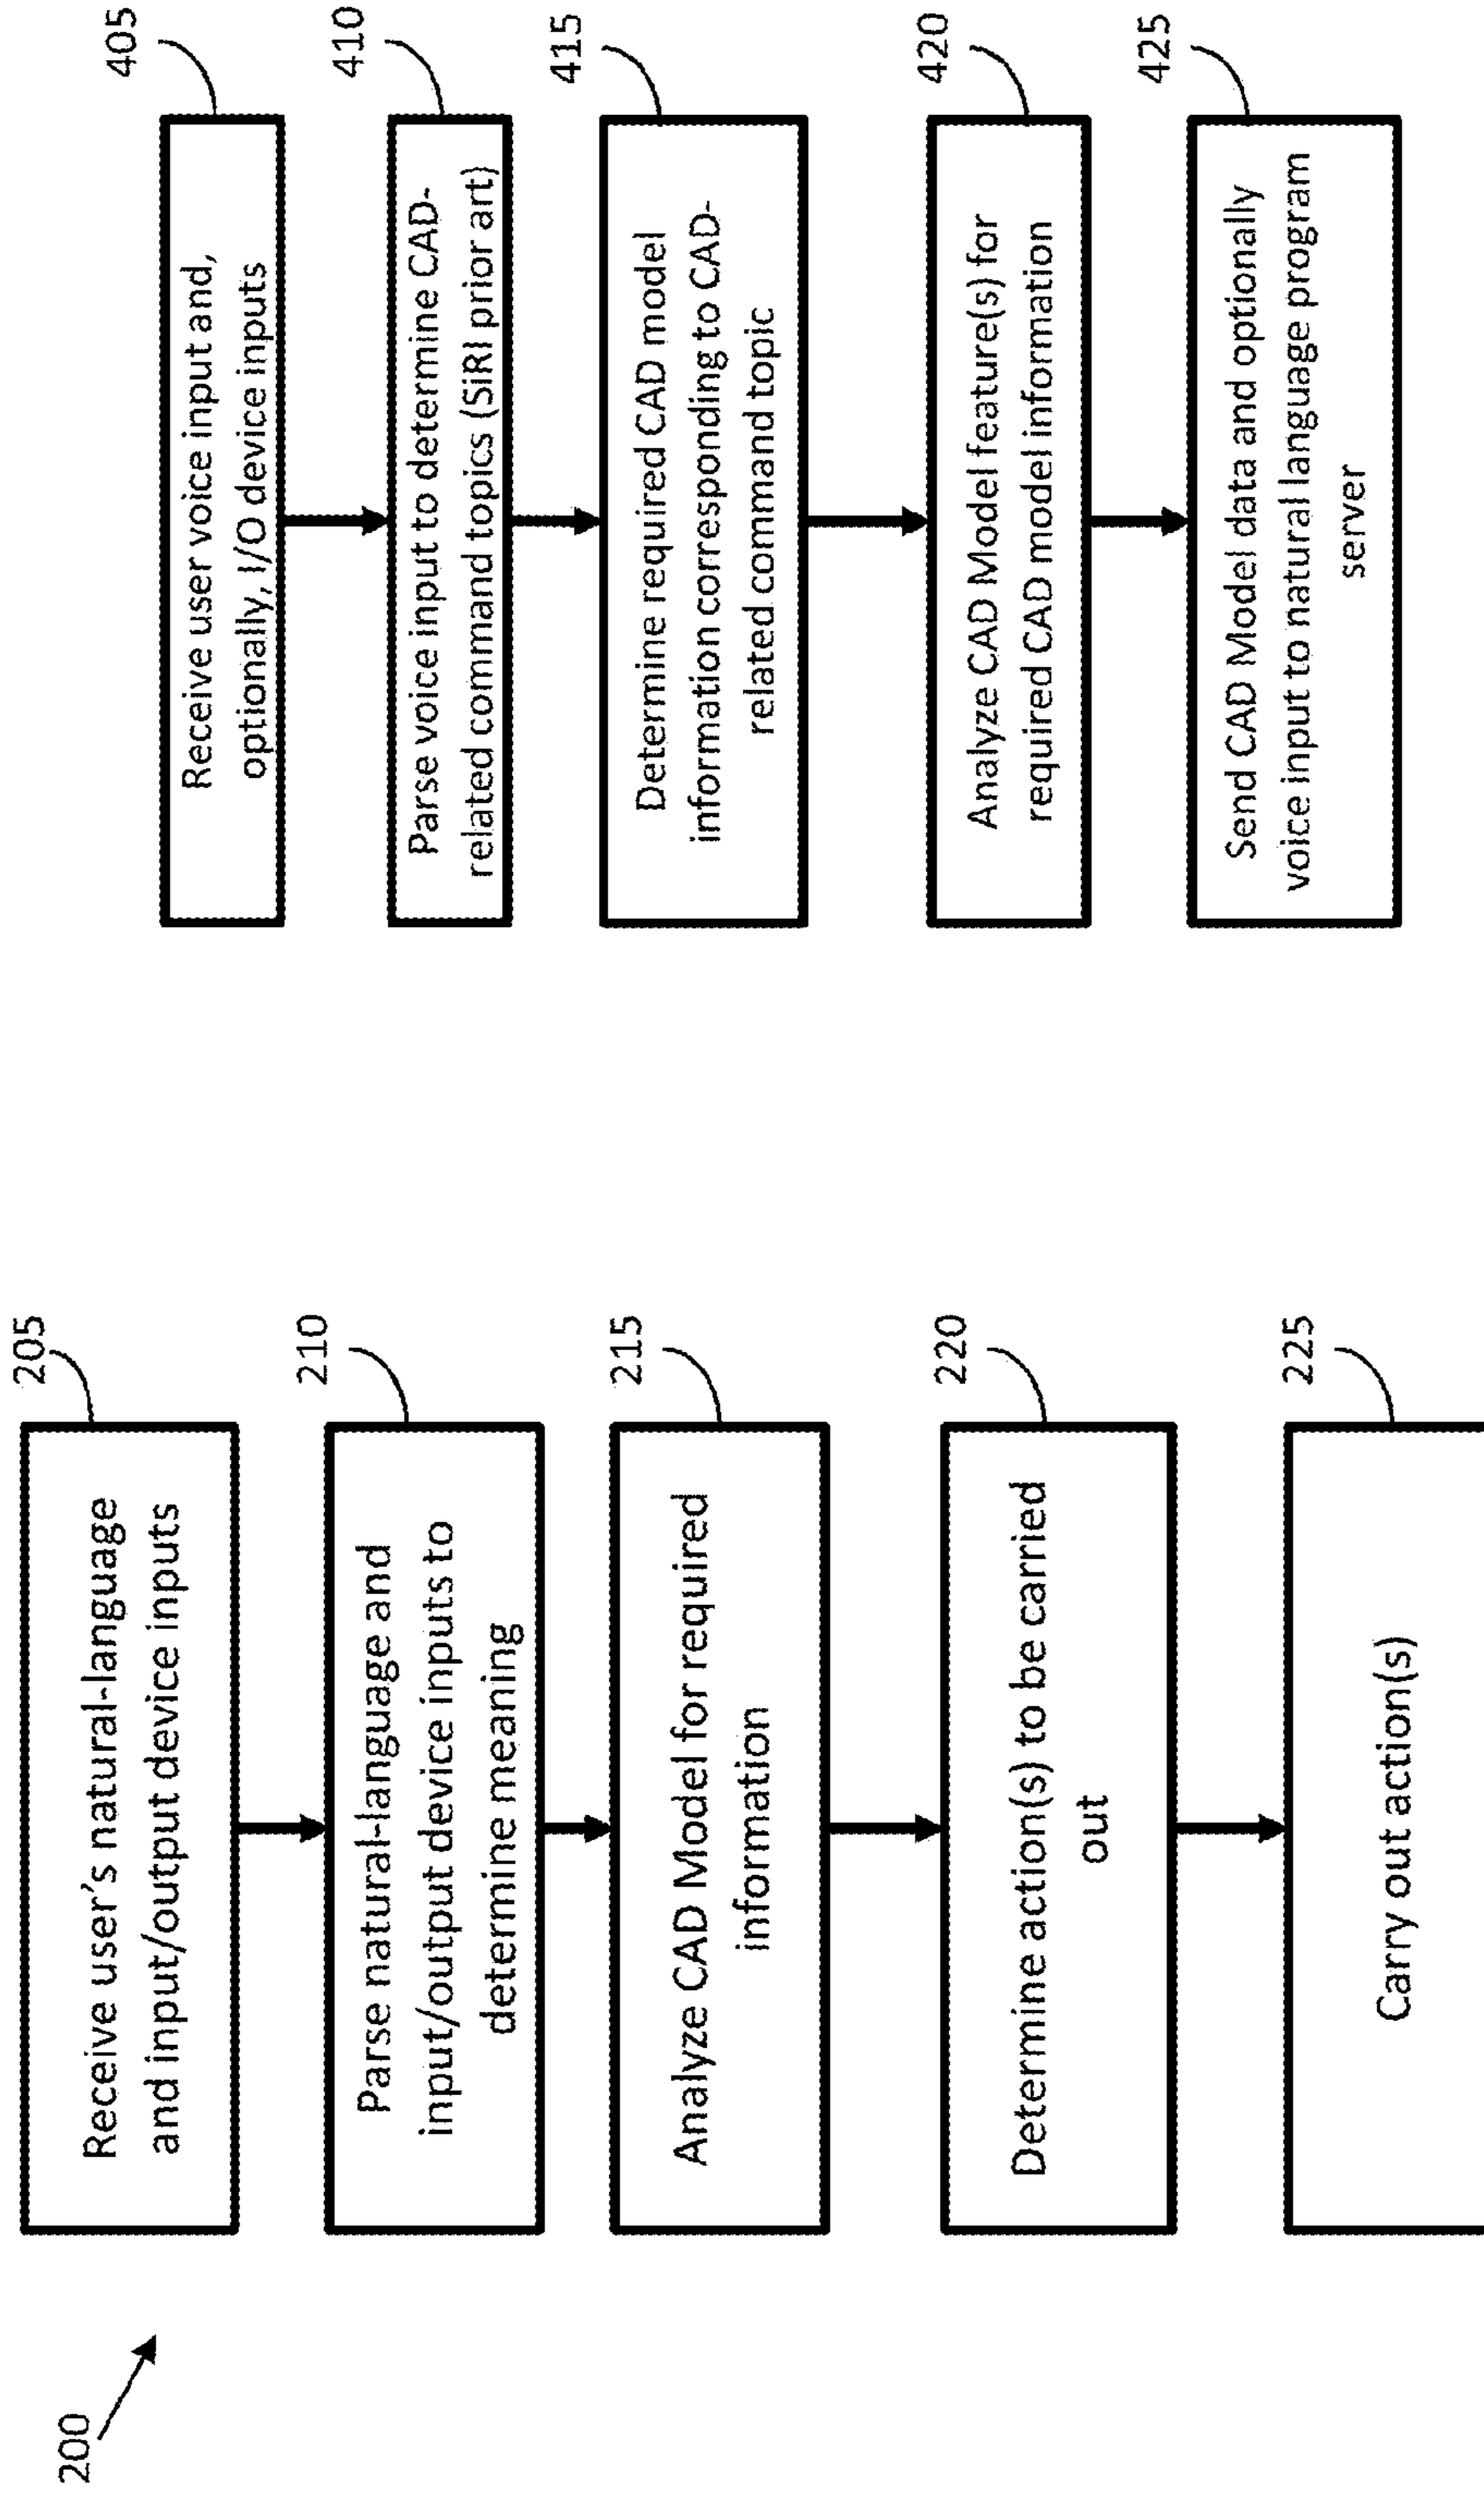 200
205
Receive user's natural-language
and input/output device inputs
210
Parse natural-language and
input/output device inputs to
determine meaning
215
Analyze CAD Model for required
information
220
Determine action(s) to be carried
out
225
Carry out action(s)
405
Receive user voice input and,
optionally, I/O device inputs
410
Parse voice input to determine CAD-
related command topics (SiRI prior art)
415
Determine required CAD model
information corresponding to CAD-
related command topic
420
Analyze CAD Model feature(s) for
required CAD model information
425
Send CAD Model data and optionally
voice input to natural language program
server